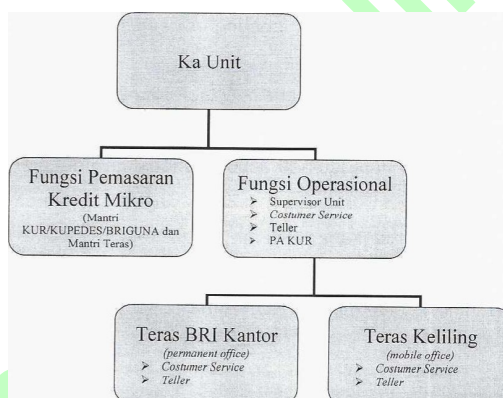 Ka Unit
Fungsi Pemasaran
Kredit Mikro
(Mantri
KUR/KUPEDES/BRIGUNA dan
Mantri Teras)
Fungsi Operasional
➤ Supervisor Unit
➤ Costumer Service
➤ Teller
➤ PA KUR
Teras BRI Kantor
(permanent office)
➤ Costumer Service
➤ Teller
Teras Keliling
(mobile office)
➤ Costumer Service
➤ Teller